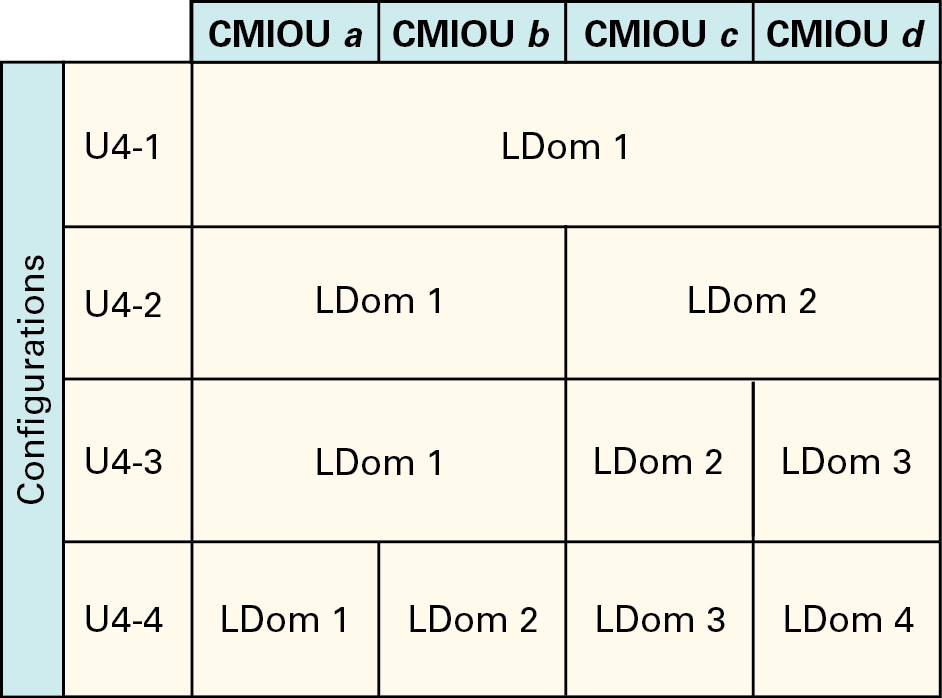 CMIOU a CMIOU b CMIOU c CMIOU d
Configurations
U4-1 LDom 1
U4-2 LDom 1 LDom 2
U4-3 LDom 1 LDom 2 LDom 3
U4-4 LDom 1 LDom 2 LDom 3 LDom 4